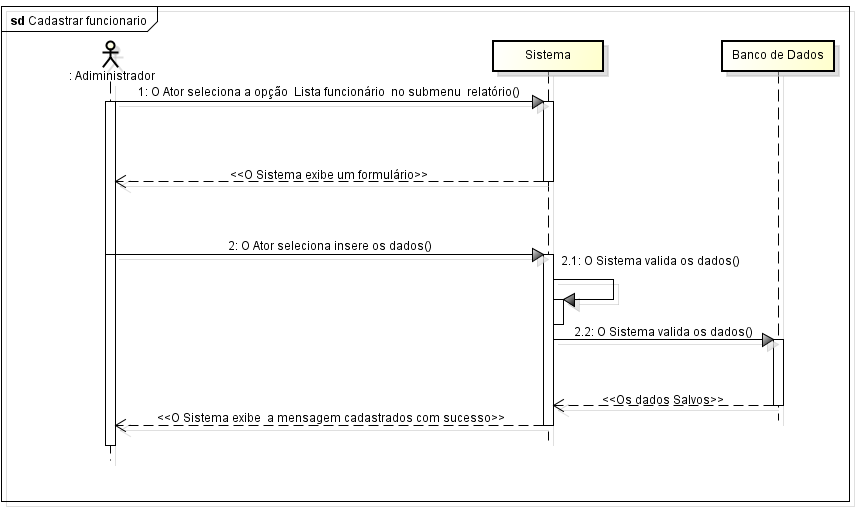 sd Cadastrar funcionario
: Adiministrador
Sistema
Banco de Dados
1: O Ator seleciona a opção Lista funcionário no submenu relatório()
<<O Sistema exibe um formulário>>
2: O Ator seleciona insere os dados()
2.1: O Sistema valida os dados()
2.2: O Sistema valida os dados()
<<Os dados Salvos>>
<<O Sistema exibe a mensagem cadastrados com sucesso>>